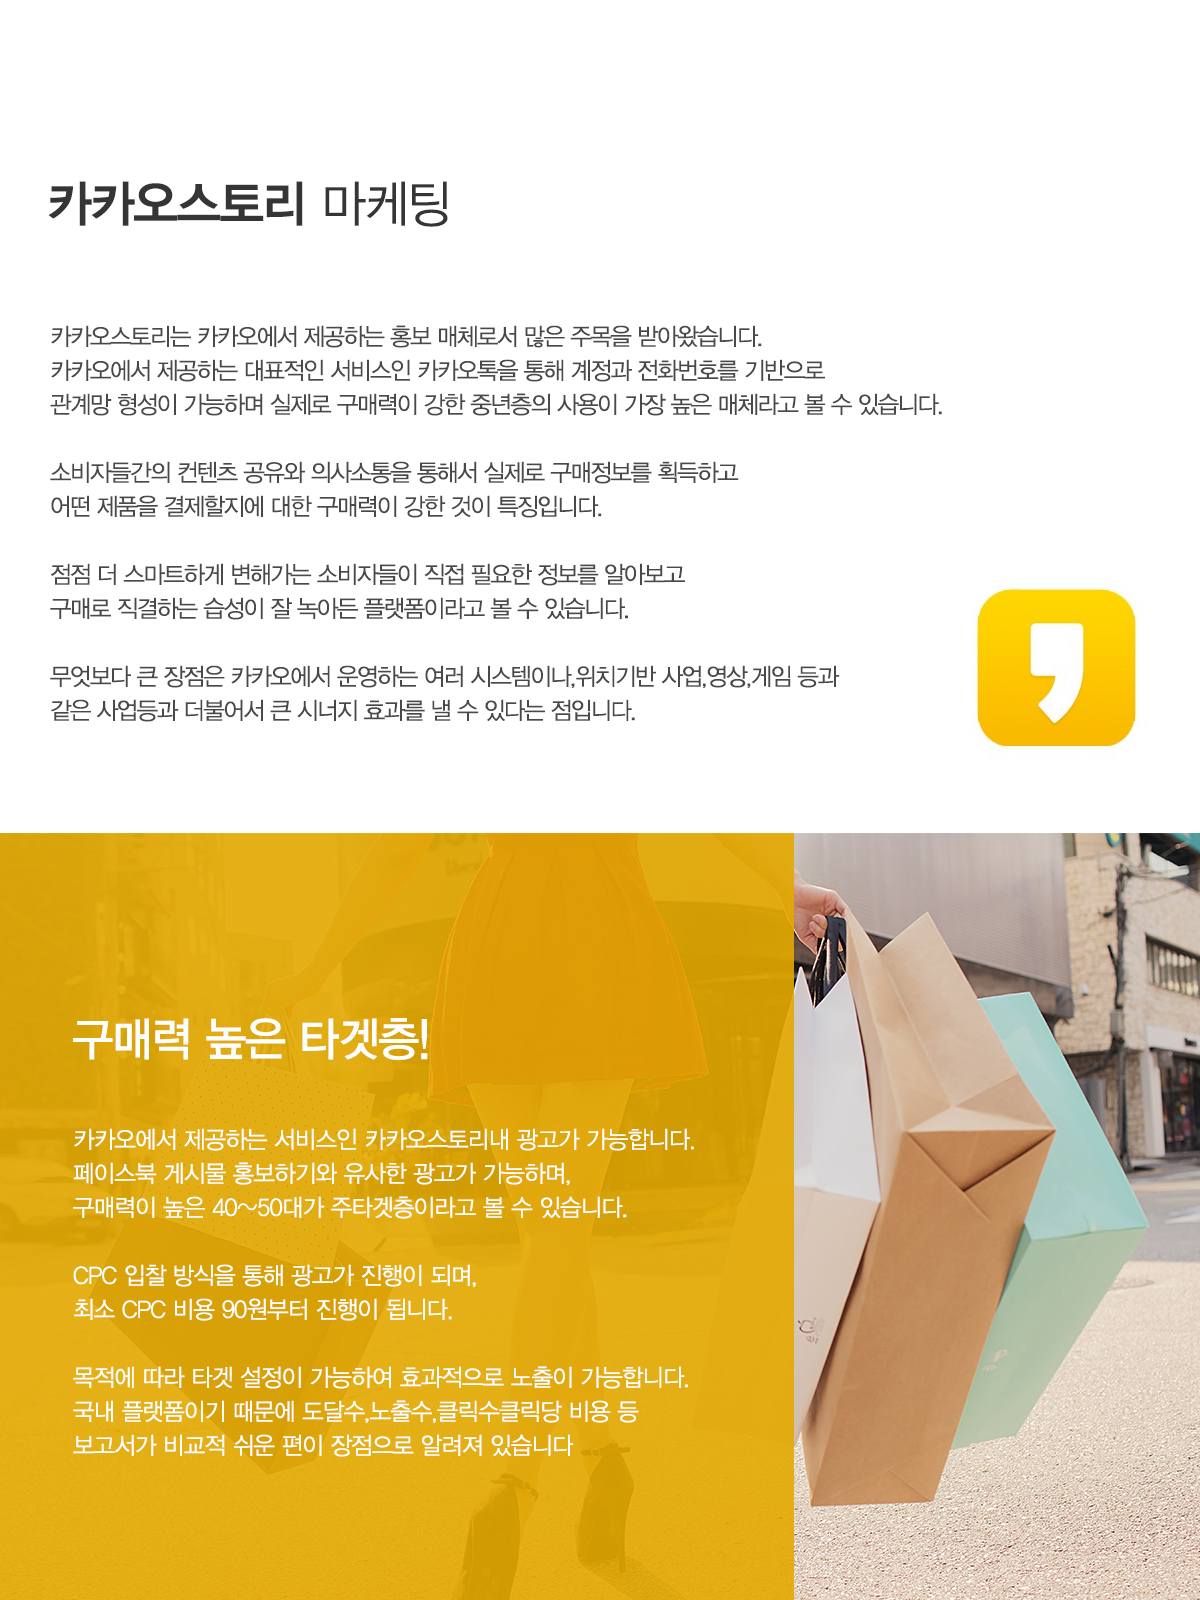 카카오스토리 마케팅
카카오스토리는 카카오에서 제공하는 홍보 매체로서 많은 주목을 받아왔습니다.
카카오에서 제공하는 대표적인 서비스인 카카오톡을 통해 계정과 전화번호를 기반으로
관계망 형성이 가능하며 실제로 구매력이 강한 중년층의 사용이 가장 높은 매체라고 볼 수 있습니다.
소비자들간의 컨텐츠 공유와 의사소통을 통해서 실제로 구매정보를 획득하고
어떤 제품을 결제할지에 대한 구매력이 강한 것이 특징입니다.
점점 더 스마트하게 변해가는 소비자들이 직접 필요한 정보를 알아보고
구매로 직결하는 습성이 잘 녹아든 플랫폼이라고 볼 수 있습니다.
무엇보다 큰 장점은 카카오에서 운영하는 여러 시스템이나,위치기반 사업,영상,게임 등과
같은 사업등과 더불어서 큰 시너지 효과를 낼 수 있다는 점입니다.
구매력 높은 타겟층!
카카오에서 제공하는 서비스인 카카오스토리내 광고가 가능합니다.
페이스북 게시물 홍보하기와 유사한 광고가 가능하며,
구매력이 높은 40~50대가 주타겟층이라고 볼 수 있습니다.
CPC 입찰 방식을 통해 광고가 진행이 되며,
최소 CPC 비용 90원부터 진행이 됩니다.
목적에 따라 타겟 설정이 가능하여 효과적으로 노출이 가능합니다.
국내 플랫폼이기 때문에 도달수,노출수,클릭수클릭당 비용 등
보고서가 비교적 쉬운 편이 장점으로 알려져 있습니다